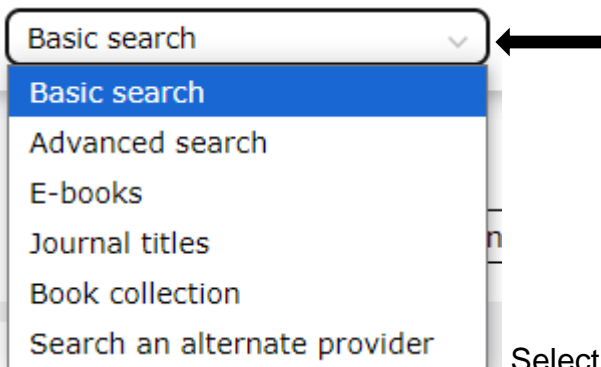 Basic search
Basic search
Advanced search
E-books
Journal titles
Book collection
Search an alternate provider
Select